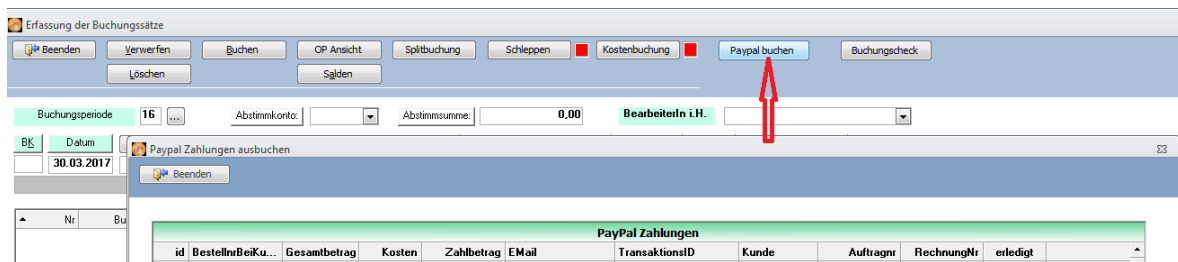 Erfassung der Buchungssätze
Beenden Verwerfen Buchen OP Ansicht Splitbuchung Schleppen Kostenbuchung Paypal buchen Buchungscheck
Löschen Salden
Buchungsperiode 16 ... Abstimmkonto: Abstimmsumme: 0,00 BearbeiterIn i.H.
BK Datum
30.03.2017
Paypal Zahlungen ausbuchen
Beenden
Nr Bu
PayPal Zahlungen
id BestellnrBeiKu... Gesamtbetrag Kosten Zahlbetrag EMail TransaktionsID Kunde Auftragnr RechnungNr erledigt